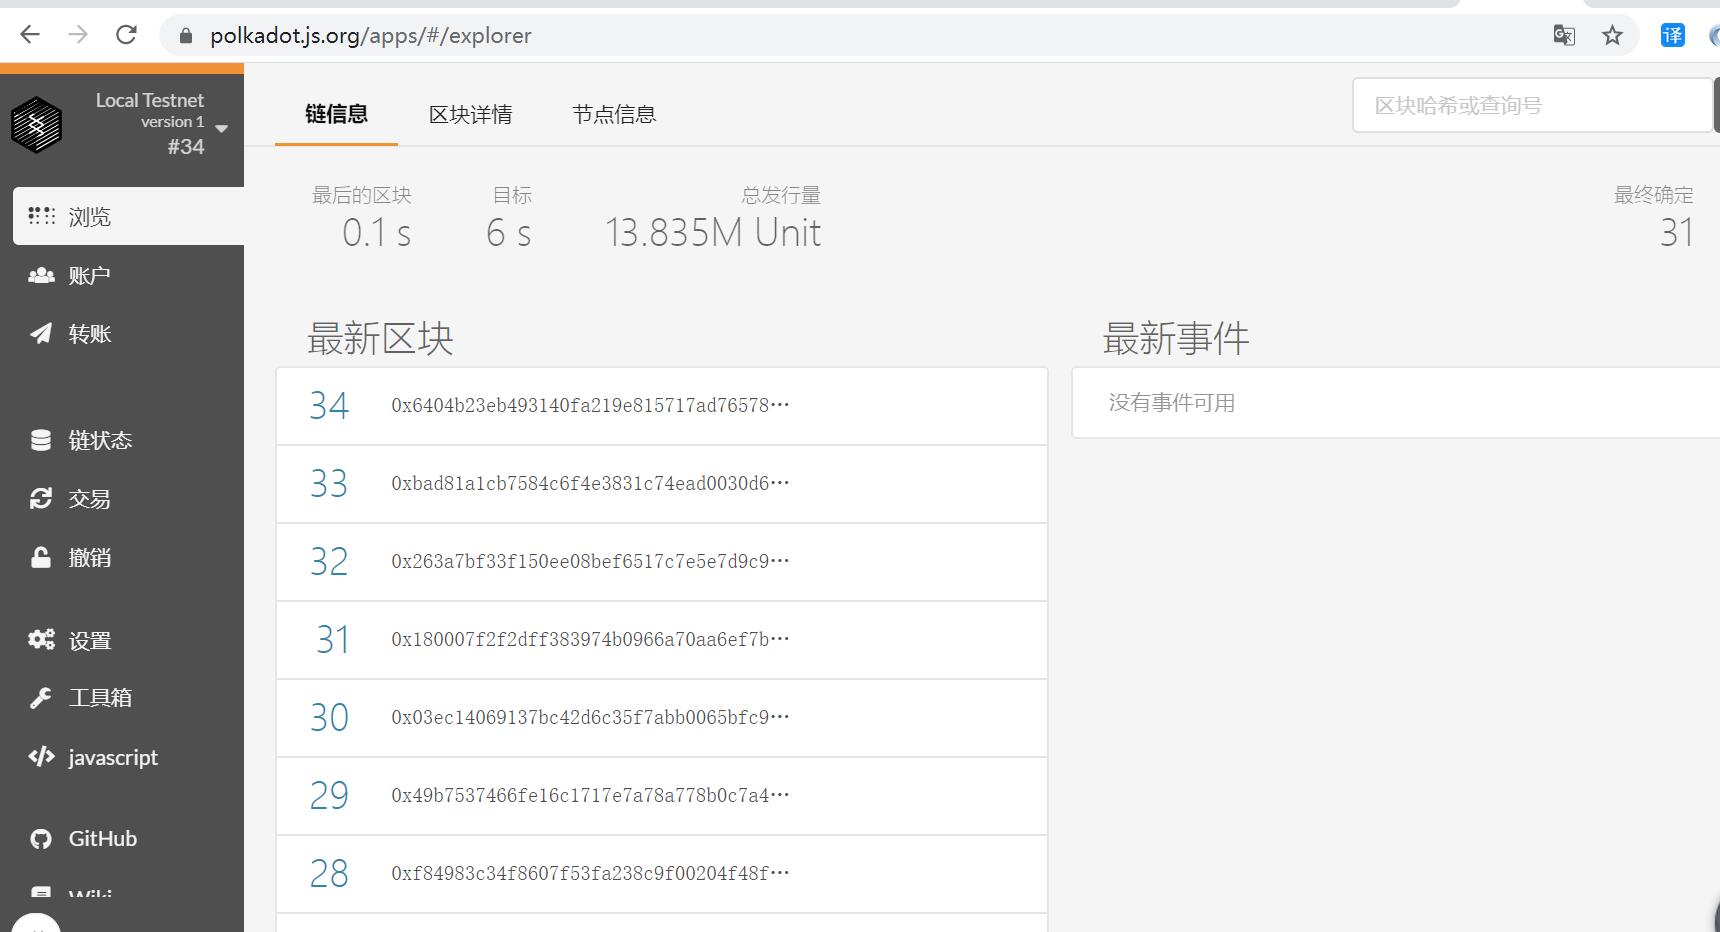 polkadot.js.org/apps/#/explorer
译
Local Testnet
version 1
#34
浏览
账户
转账
链状态
交易
撤销
设置
工具箱
javascript
GitHub
Wiki
链信息
区块详情
节点信息
区块哈希或查询号
最后的区块
0.1 s
目标
6 s
总发行量
13.835M Unit
最终确定
31
最新区块
34 0x6404b23eb493140fa219e815717ad76578…
33 0xbad81a1cb7584c6f4e3831c74ead0030d6…
32 0x263a7bf33f150ee08bef6517c7e5e7d9c9…
31 0x180007f2f2dff383974b0966a70aa6ef7b…
30 0x03ec14069137bc42d6c35f7abb0065bfc9…
29 0x49b7537466fe16c1717e7a78a778b0c7a4…
28 0xf84983c34f8607f53fa238c9f00204f48f…
最新事件
没有事件可用